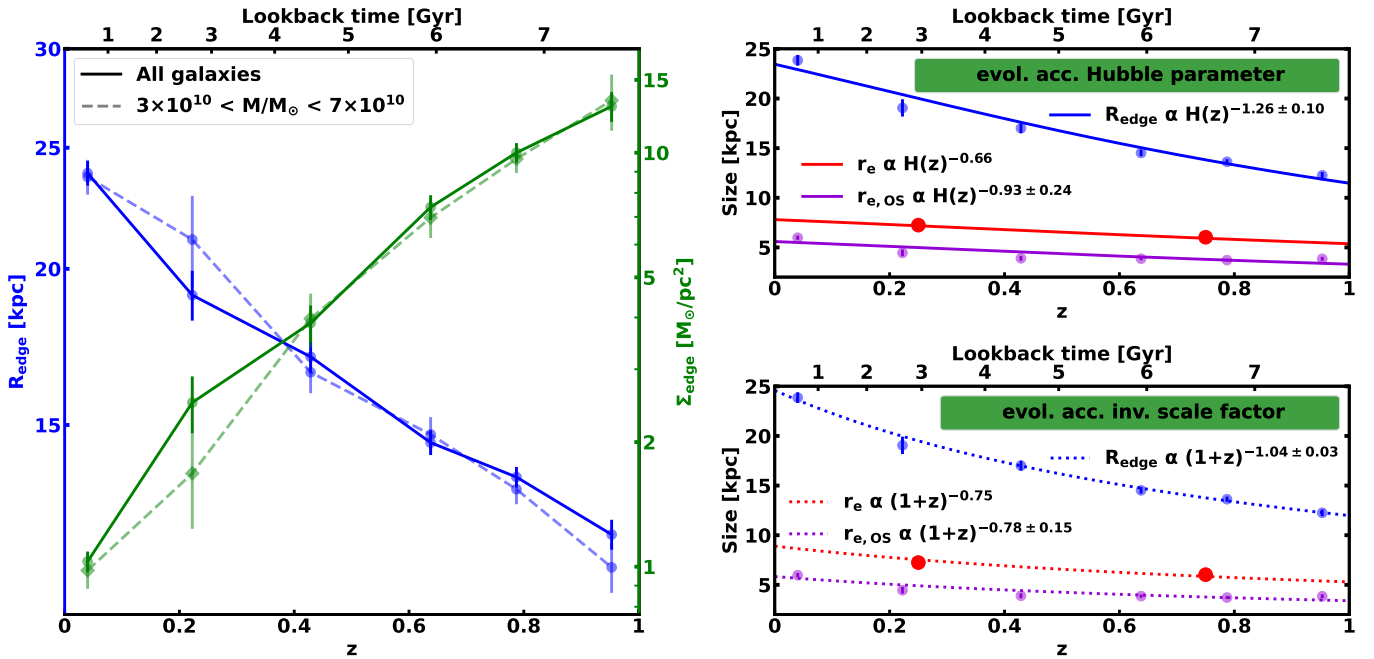 Lookback time [Gyr]
1 2 3 4 5 6 7
30
25
20
15
R_edge [kpc]
All galaxies
3×10^10 < M/M_⊙ < 7×10^10
15
10
5
2
1
Σ_edge [M_⊙/pc^2]
0 0.2 0.4 0.6 0.8 1
z
Lookback time [Gyr]
1 2 3 4 5 6 7
25
20
15
10
5
Size [kpc]
evol. acc. Hubble parameter
R_edge α H(z)^−1.26 ± 0.10
r_e α H(z)^−0.66
r_e, OS α H(z)^−0.93 ± 0.24
0 0.2 0.4 0.6 0.8 1
z
Lookback time [Gyr]
1 2 3 4 5 6 7
25
20
15
10
5
Size [kpc]
evol. acc. inv. scale factor
R_edge α (1+z)^−1.04 ± 0.03
r_e α (1+z)^−0.75
r_e, OS α (1+z)^−0.78 ± 0.15
0 0.2 0.4 0.6 0.8 1
z